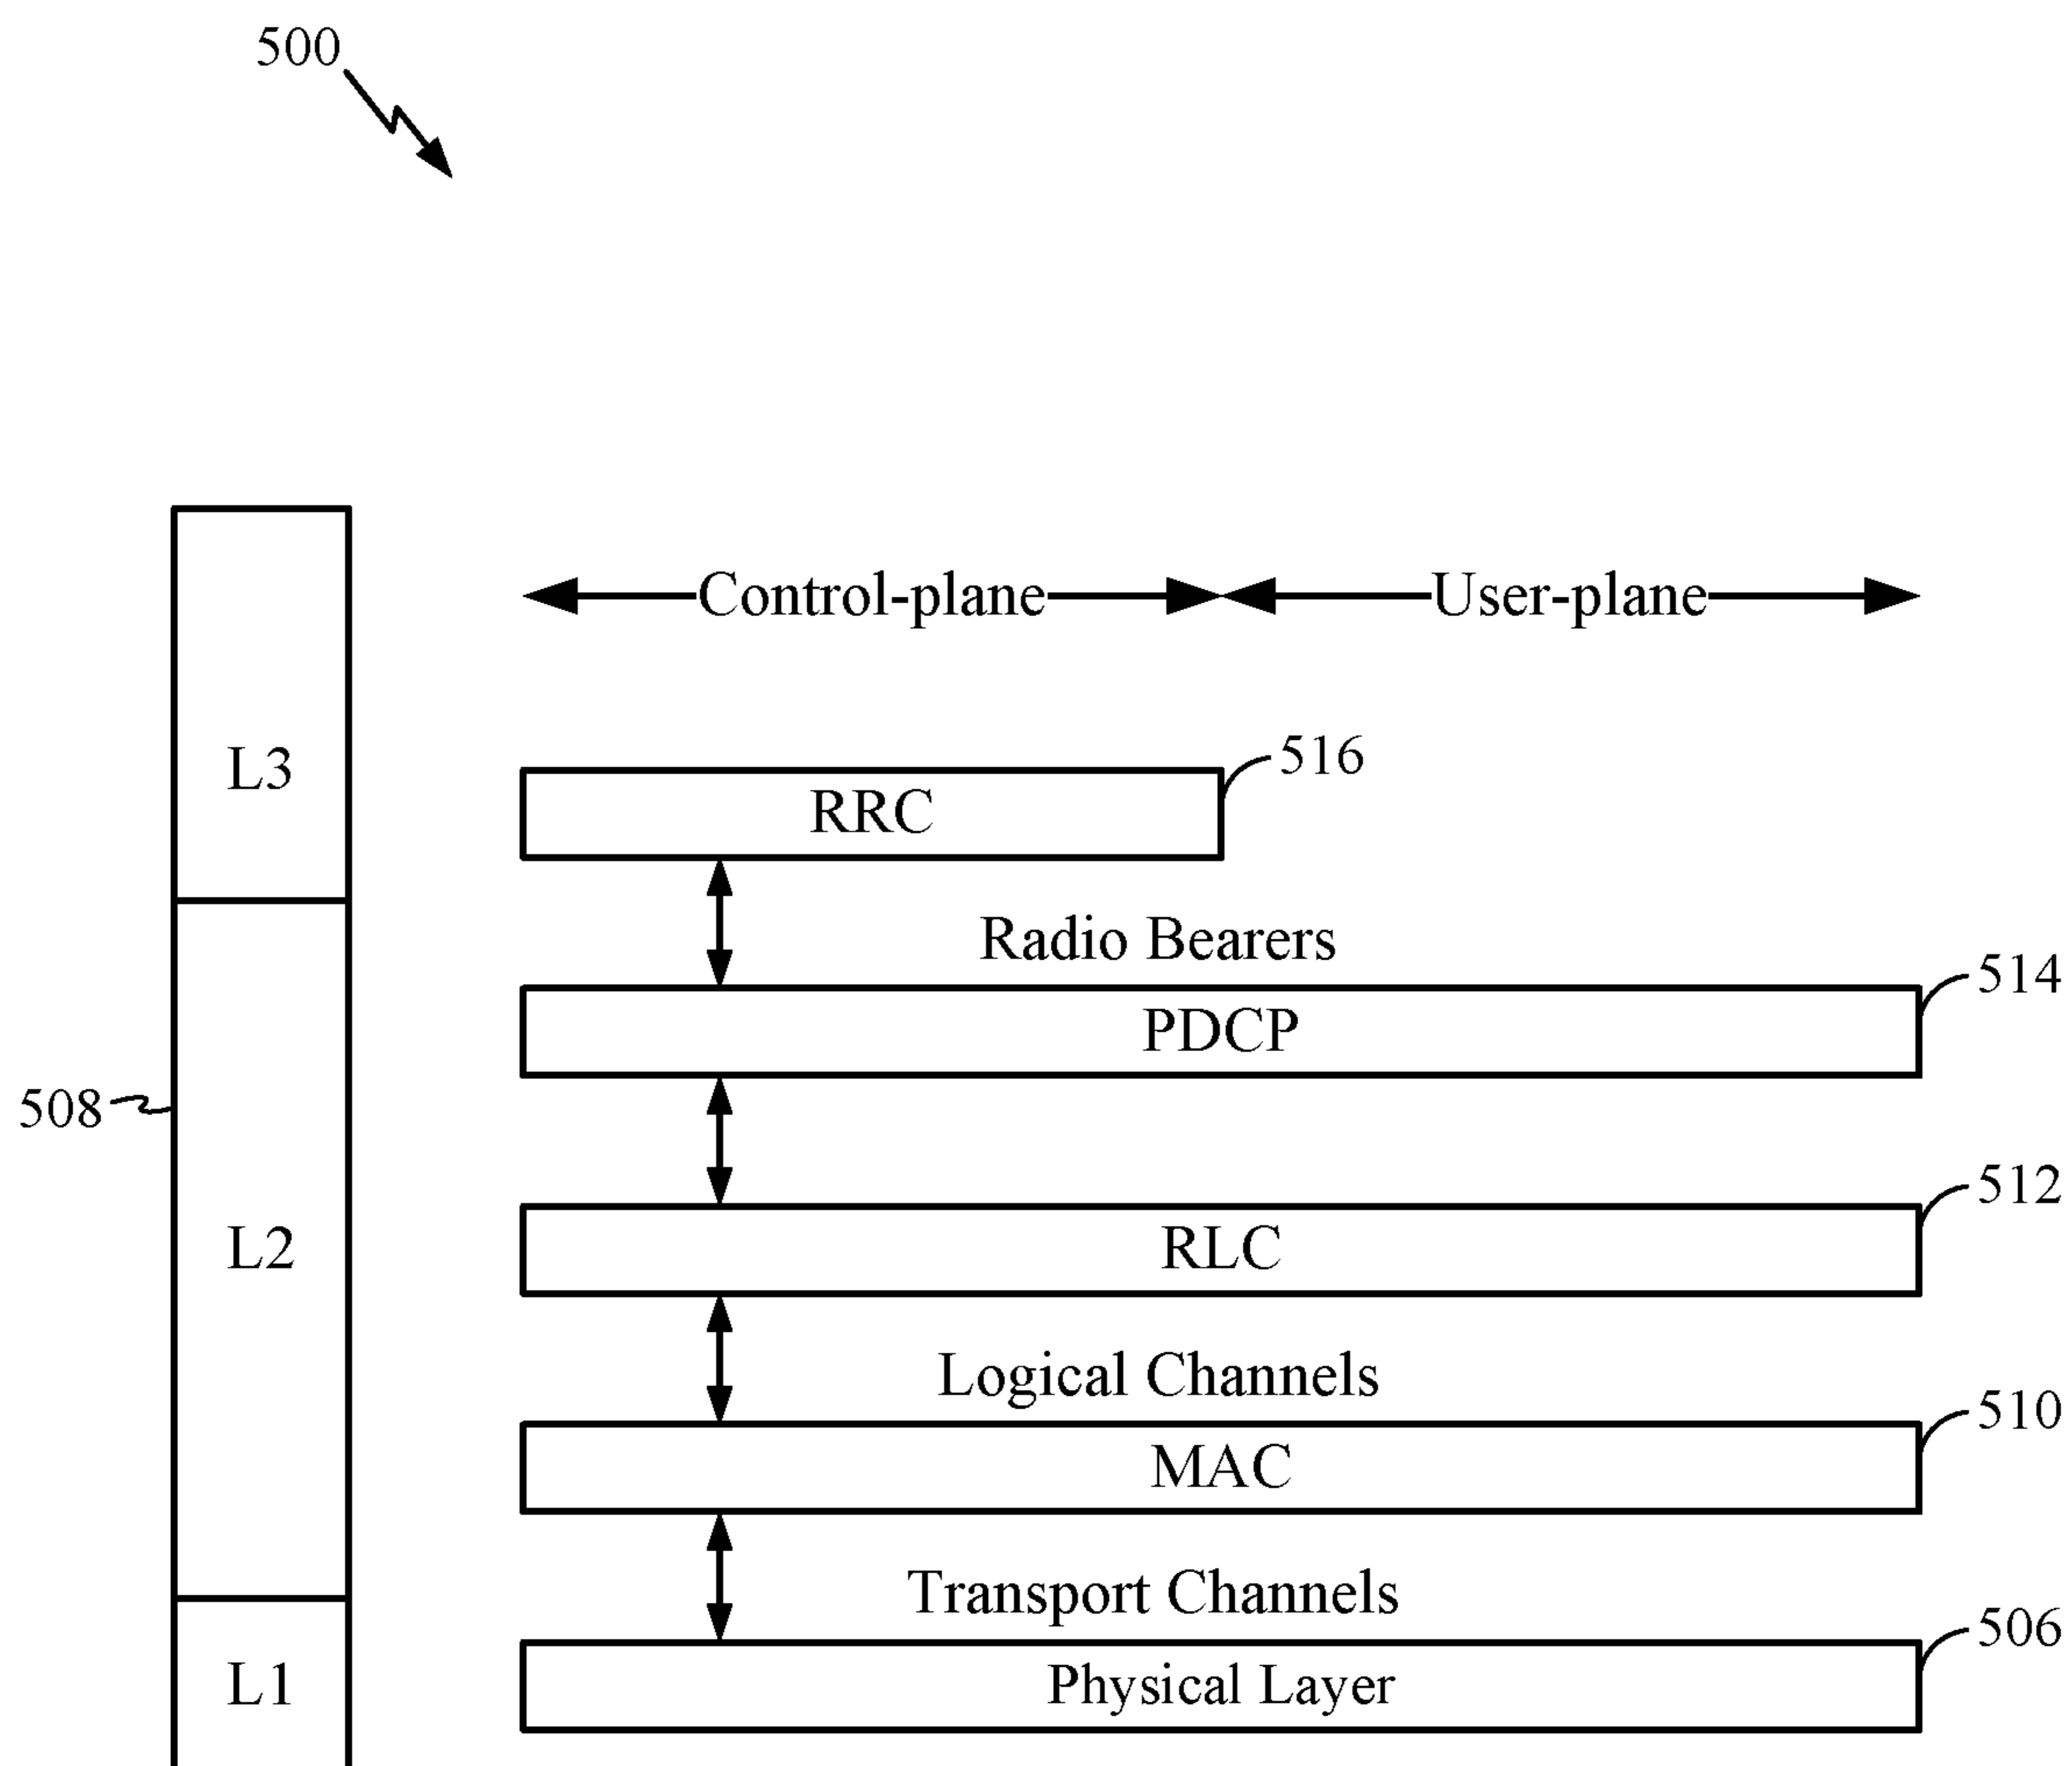 500
Control-plane
User-plane
L3
516
RRC
Radio Bearers
514
PDCP
508
512
L2
RLC
Logical Channels
510
MAC
Transport Channels
506
L1
Physical Layer